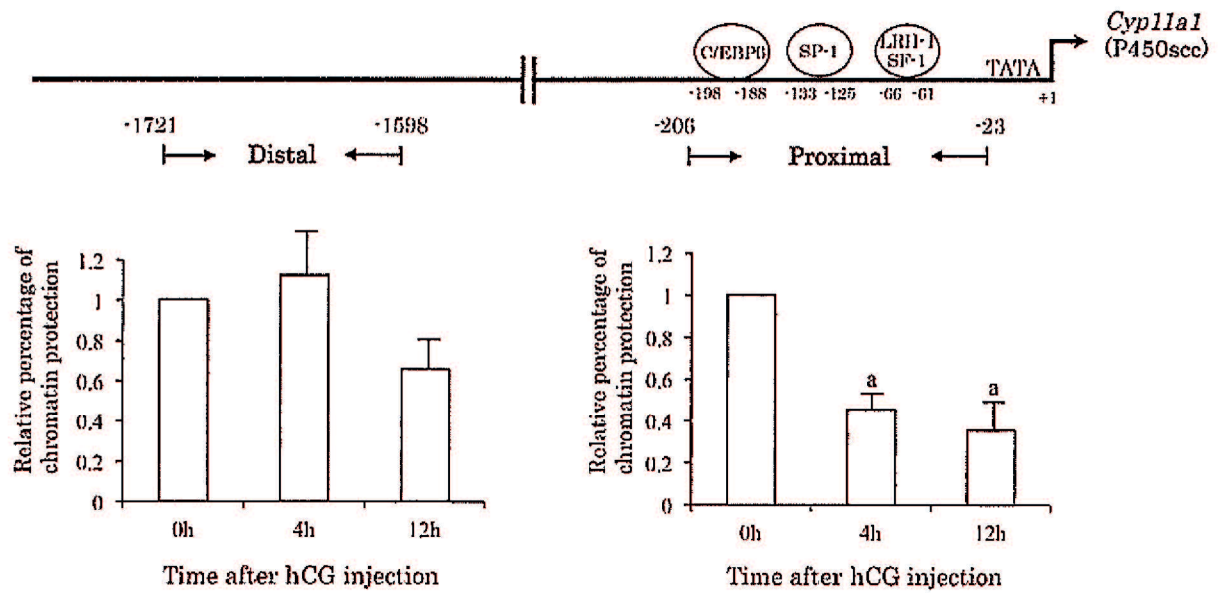 Cyp11a1
(P450scc)
C/EBPβ
SP-1
LRH-1
SF-1
TATA
-198 -188 -133 -125 -66 -61 +1
-1721 -1598 -206 -23
Distal Proximal
Relative percentage of
chromatin protection
1.2
1
0.8
0.6
0.4
0.2
0
0h 4h 12h
Time after hCG injection
Relative percentage of
chromatin protection
1.2
1
0.8
0.6
0.4
0.2
0
a a
0h 4h 12h
Time after hCG injection